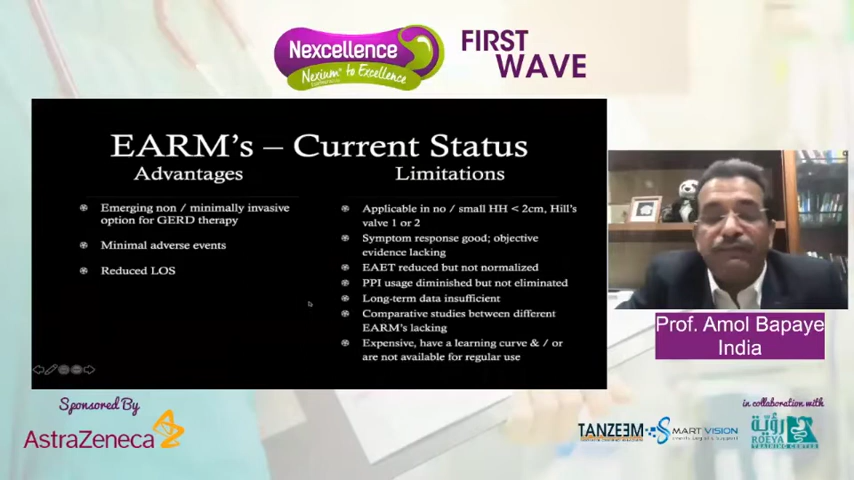 Nexcellence
Nexium to Excellence
FIRST
WAVE
EARM's – Current Status
Advantages
Emerging non / minimally invasive
option for GERD therapy
Minimal adverse events
Reduced LOS
Limitations
Applicable in no / small HH < 2cm, Hill's
valve 1 or 2
Symptom response good; objective
evidence lacking
EAET reduced but not normalized
PPI usage diminished but not eliminated
Long-term data insufficient
Comparative studies between different
EARM's lacking
Expensive, have a learning curve & / or
are not available for regular use
Prof. Amol Bapaye
India
Sponsored By
AstraZeneca
in collaboration with
TANZEEM
SMART VISION
رؤية
ROEYA
TRAINING CENTER